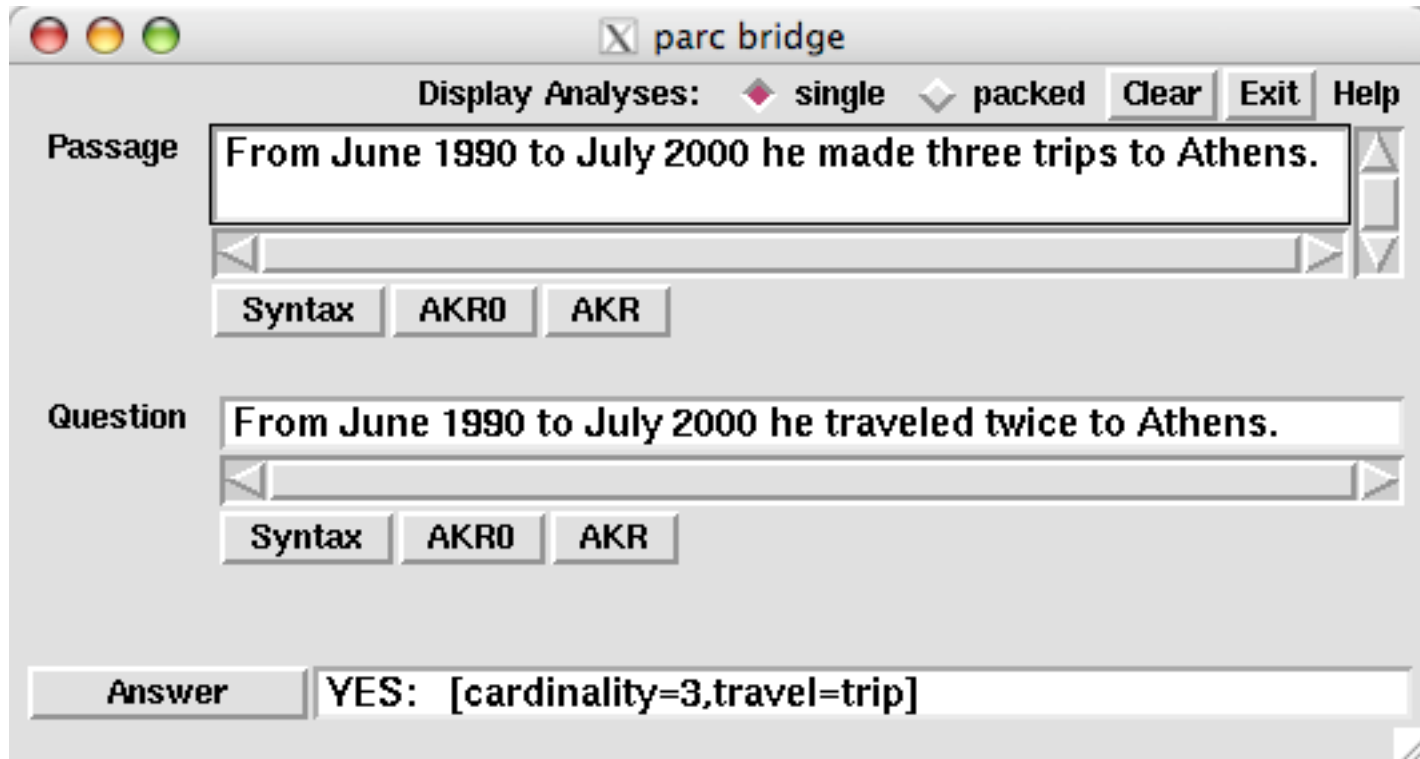 X parc bridge
Display Analyses: single packed Clear Exit Help
Passage From June 1990 to July 2000 he made three trips to Athens.
Syntax AKR0 AKR
Question From June 1990 to July 2000 he traveled twice to Athens.
Syntax AKR0 AKR
Answer YES: [cardinality=3,travel=trip]